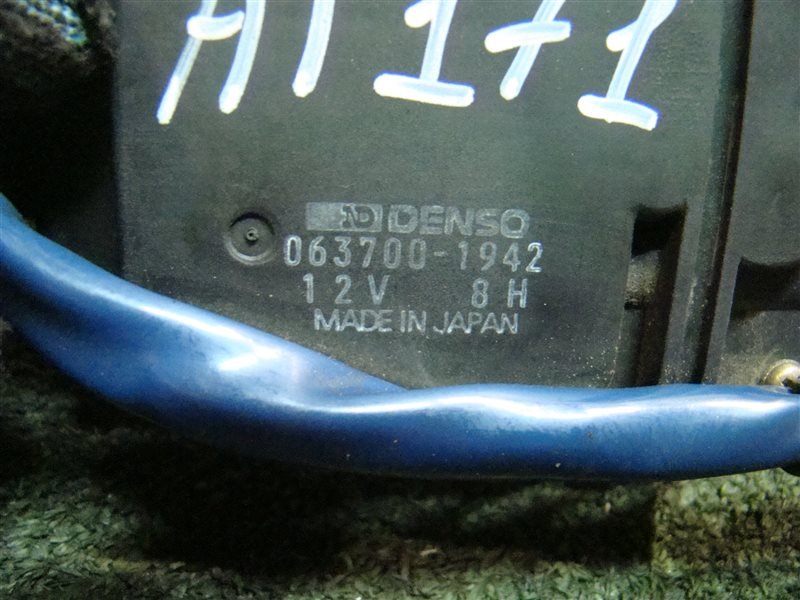 AT171
DENSO
063700-1942
12V 8H
MADE IN JAPAN